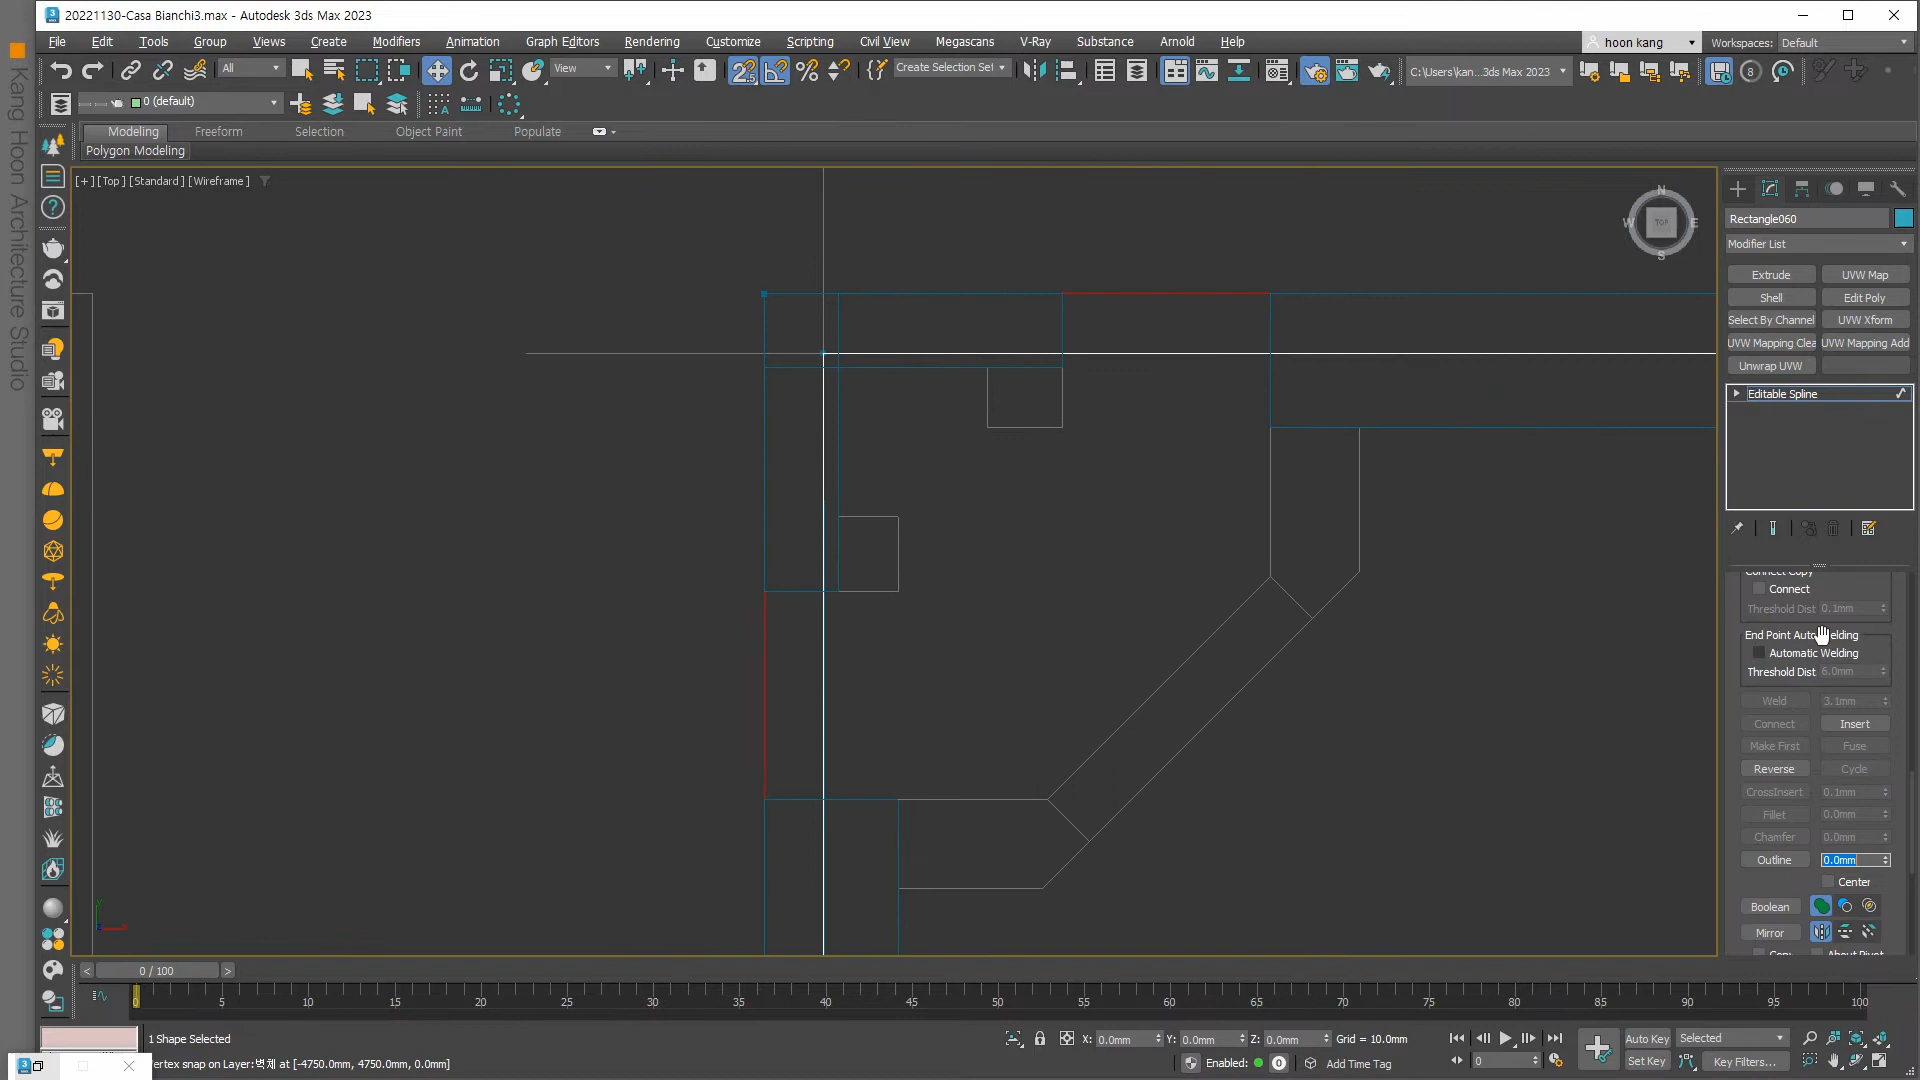 20221130-Casa Bianchi3.max - Autodesk 3ds Max 2023
File Edit Tools Group Views Create Modifiers Animation Graph Editors Rendering Customize Scripting Civil View Megascans V-Ray Substance Arnold Help
hoon kang
Workspaces: Default
All
View
Create Selection Set
C:\Users\kan...3ds Max 2023
0 (default)
Modeling Freeform Selection Object Paint Populate
Polygon Modeling
Kang Hoon Architecture Studio
[+] [Top] [Standard] [Wireframe]
N
W TOP E
S
Rectangle060
Modifier List
Extrude UVW Map
Shell Edit Poly
Select By Channel UVW Xform
UVW Mapping Clea UVW Mapping Add
Unwrap UVW
Editable Spline
Connect Copy
Connect
Threshold Dist 0.1mm
End Point Auto
elding
Automatic Welding
Threshold Dist 6.0mm
Weld 3.1mm
Connect Insert
Make First Fuse
Reverse Cycle
CrossInsert 0.1mm
Fillet 0.0mm
Chamfer 0.0mm
Outline 0.0mm
Center
Boolean
Mirror
Copy About Pivot
y
< 0 / 100 >
0 5 10 15 20 25 30 35 40 45 50 55 60 65 70 75 80 85 90 95 100
1 Shape Selected
X: 0.0mm Y: 0.0mm Z: 0.0mm Grid = 10.0mm
Auto Key Selected
ertex snap on Layer:벽체 at [-4750.0mm, 4750.0mm, 0.0mm]
Enabled: 0 Add Time Tag
0
Set Key Key Filters...